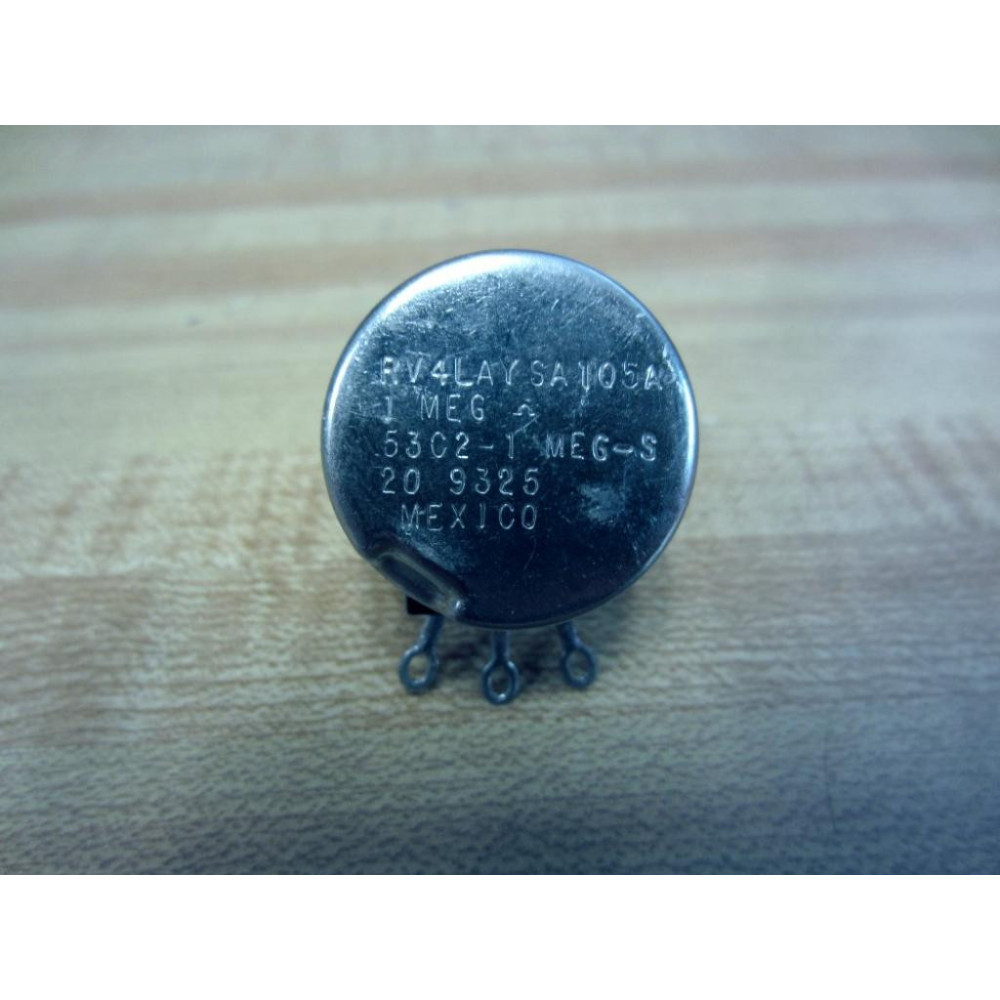 RV4LAYSA105A
1 MEG Ω
53C2-1 MEG-S
20 9325
MEXICO